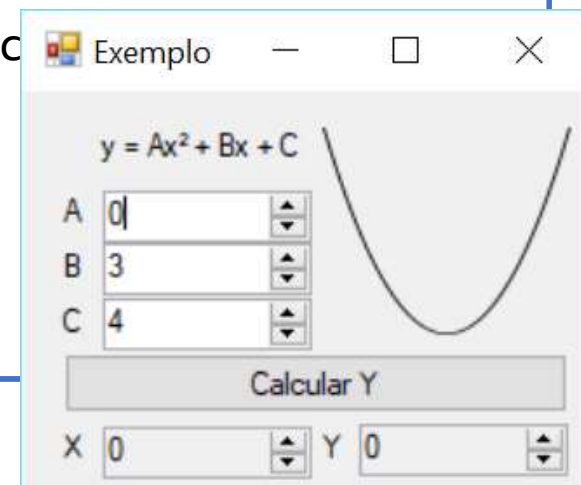 C
Exemplo
y = Ax² + Bx + C
A 0
B 3
C 4
Calcular Y
X 0 Y 0